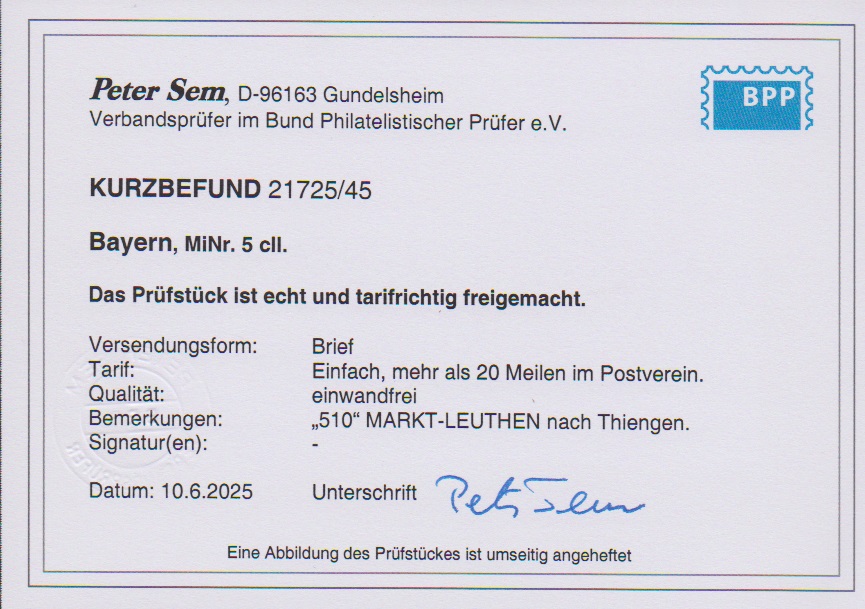 Peter Sem, D-96163 Gundelsheim
Verbandsprüfer im Bund Philatelistischer Prüfer e.V.
BPP
KURZBEFUND 21725/45
Bayern, MiNr. 5 cII.
Das Prüfstück ist echt und tarifrichtig freigemacht.
Versendungsform: Brief
Tarif: Einfach, mehr als 20 Meilen im Postverein.
Qualität: einwandfrei
Bemerkungen: „510“ MARKT-LEUTHEN nach Thiengen.
Signatur(en): -
Datum: 10.6.2025 Unterschrift Peter Sem
Eine Abbildung des Prüfstückes ist umseitig angeheftet